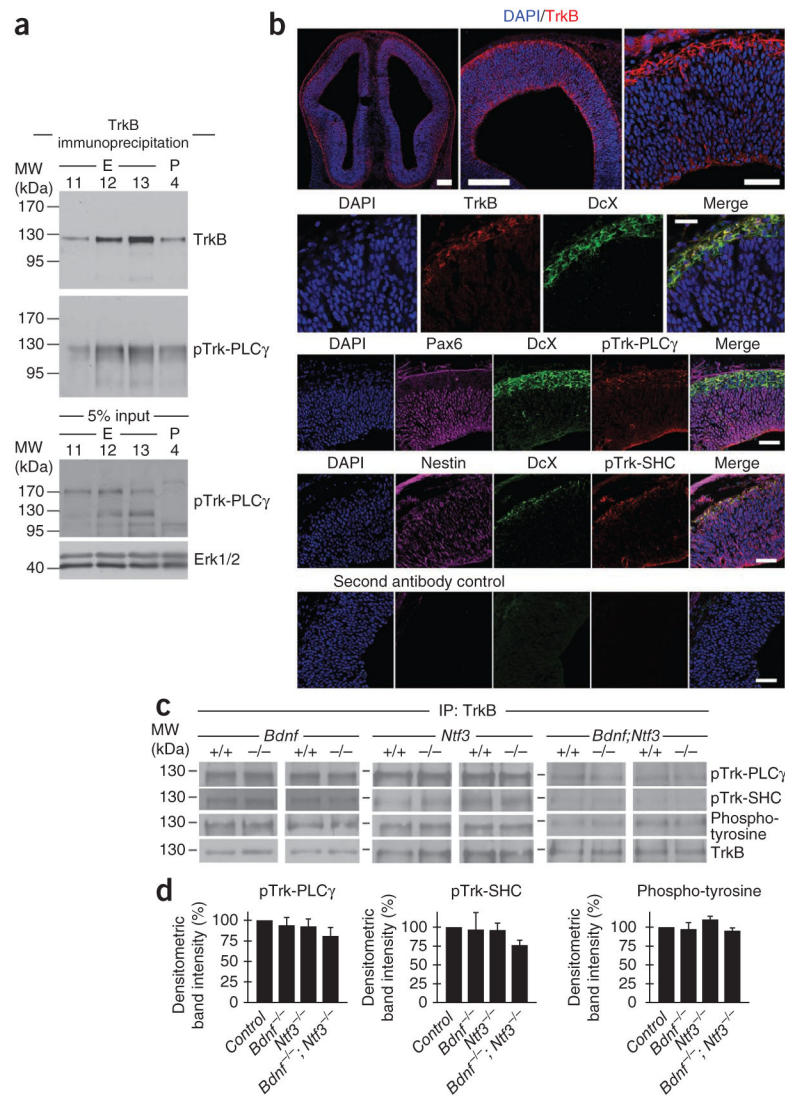 a
TrkB
immunoprecipitation
MW
(kDa)
E
P
11 12 13 4
170
130
95
TrkB
170
130
95
pTrk-PLCγ
5% input
MW
(kDa)
E
P
11 12 13 4
170
130
95
pTrk-PLCγ
40
Erk1/2
b
DAPI/TrkB
DAPI TrkB DcX Merge
DAPI Pax6 DcX pTrk-PLCγ Merge
DAPI Nestin DcX pTrk-SHC Merge
Second antibody control
c
IP: TrkB
MW
(kDa)
Bdnf Ntf3 Bdnf;Ntf3
+/+ –/– +/+ –/– +/+ –/– +/+ –/– +/+ –/– +/+ –/–
130 pTrk-PLCγ
130 pTrk-SHC
130 Phospho-
tyrosine
130 TrkB
d
pTrk-PLCγ
Densitometric
band intensity (%)
100
75
50
25
0
Control
Bdnf–/–
Ntf3–/–
Bdnf–/–; Ntf3–/–
pTrk-SHC
Densitometric
band intensity (%)
100
75
50
25
0
Control
Bdnf–/–
Ntf3–/–
Bdnf–/–; Ntf3–/–
Phospho-tyrosine
Densitometric
band intensity (%)
100
75
50
25
0
Control
Bdnf–/–
Ntf3–/–
Bdnf–/–; Ntf3–/–